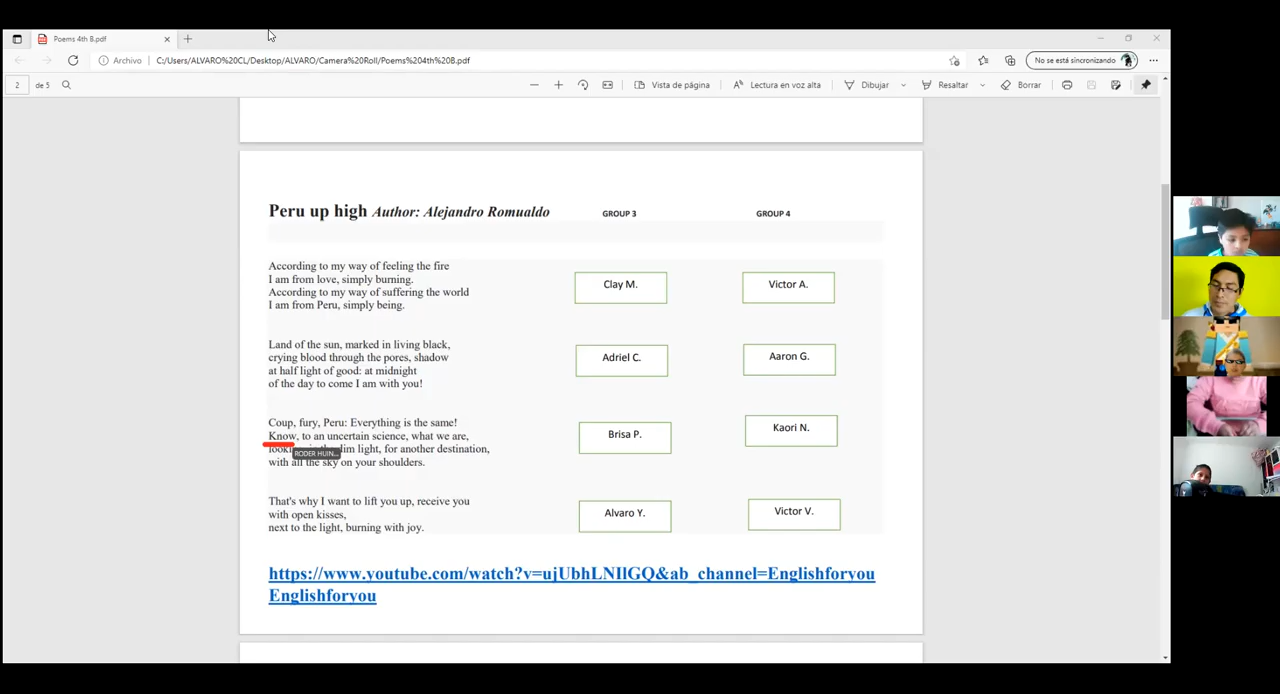 Poems 4th B.pdf
Archivo
C:/Users/ALVARO%20CL/Desktop/ALVARO/Camera%20Roll/Poems%204th%20B.pdf
No se está sincronizando
2 de 5
Vista de página
Lectura en voz alta
Dibujar
Resaltar
Borrar
Peru up high Author: Alejandro Romualdo
GROUP 3
GROUP 4
According to my way of feeling the fire
I am from love, simply burning.
According to my way of suffering the world
I am from Peru, simply being.
Clay M.
Victor A.
Land of the sun, marked in living black,
crying blood through the pores, shadow
at half light of good: at midnight
of the day to come I am with you!
Adriel C.
Aaron G.
Coup, fury, Peru: Everything is the same!
Know, to an uncertain science, what we are,
light, for another destination,
with all the sky on your shoulders.
RODER HUIN...
Brisa P.
Kaori N.
That's why I want to lift you up, receive you
with open kisses,
next to the light, burning with joy.
Alvaro Y.
Victor V.
https://www.youtube.com/watch?v=ujUbhLNIlGQ&ab_channel=Englishforyou
Englishforyou